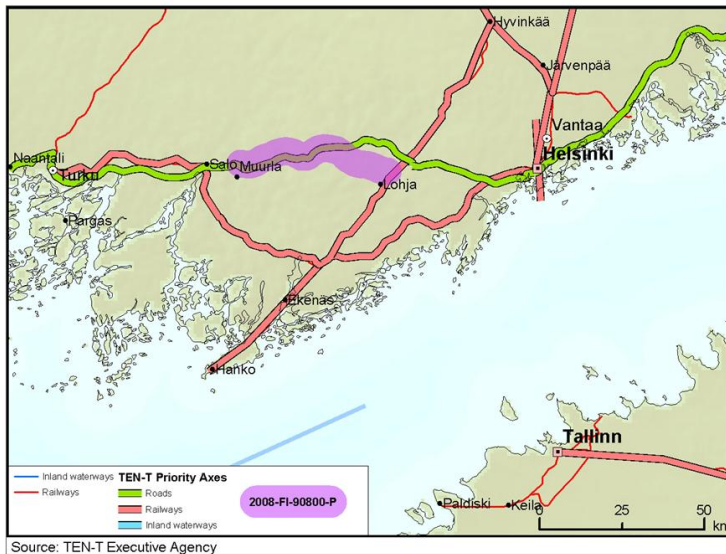 Hyvinkää
Järvenpää
Vantaa
Helsinki
Naantali
Turku
Salo
Muurla
Lohja
Pargas
Ekenas
Hanko
Tallinn
Paldiski
Keila
Inland waterways
Railways
TEN-T Priority Axes
Roads
Railways
Inland waterways
2008-FI-90800-P
0 25 50
km
Source: TEN-T Executive Agency